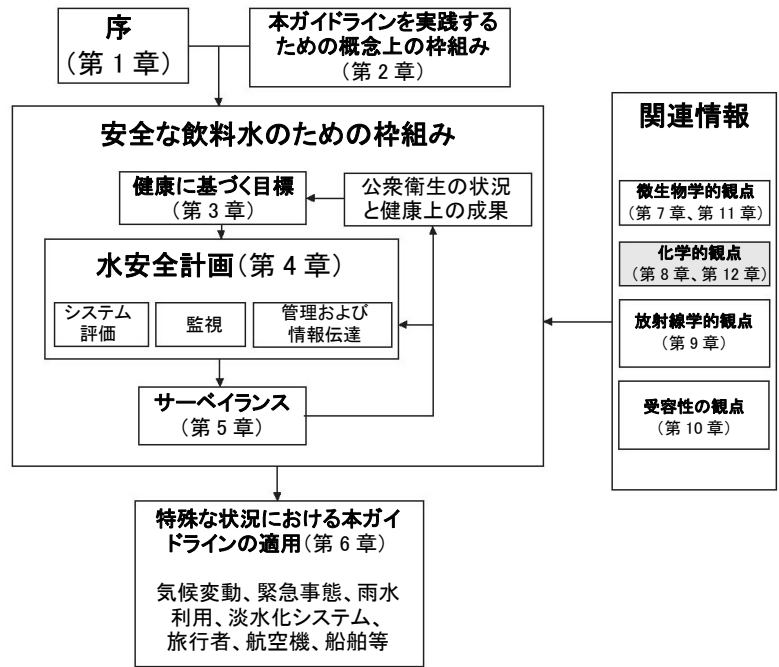 序
(第 1 章)
本ガイドラインを実践する
ための概念上の枠組み
(第 2 章)
安全な飲料水のための枠組み
健康に基づく目標
(第 3 章)
公衆衛生の状況
と健康上の成果
水安全計画(第 4 章)
システム
評価
監視
管理および
情報伝達
サーベイランス
(第 5 章)
特殊な状況における本ガイ
ドラインの適用(第 6 章)
気候変動、緊急事態、雨水
利用、淡水化システム、
旅行者、航空機、船舶等
関連情報
微生物学的観点
(第 7 章、第 11 章)
化学的観点
(第 8 章、第 12 章)
放射線学的観点
(第 9 章)
受容性の観点
(第 10 章)